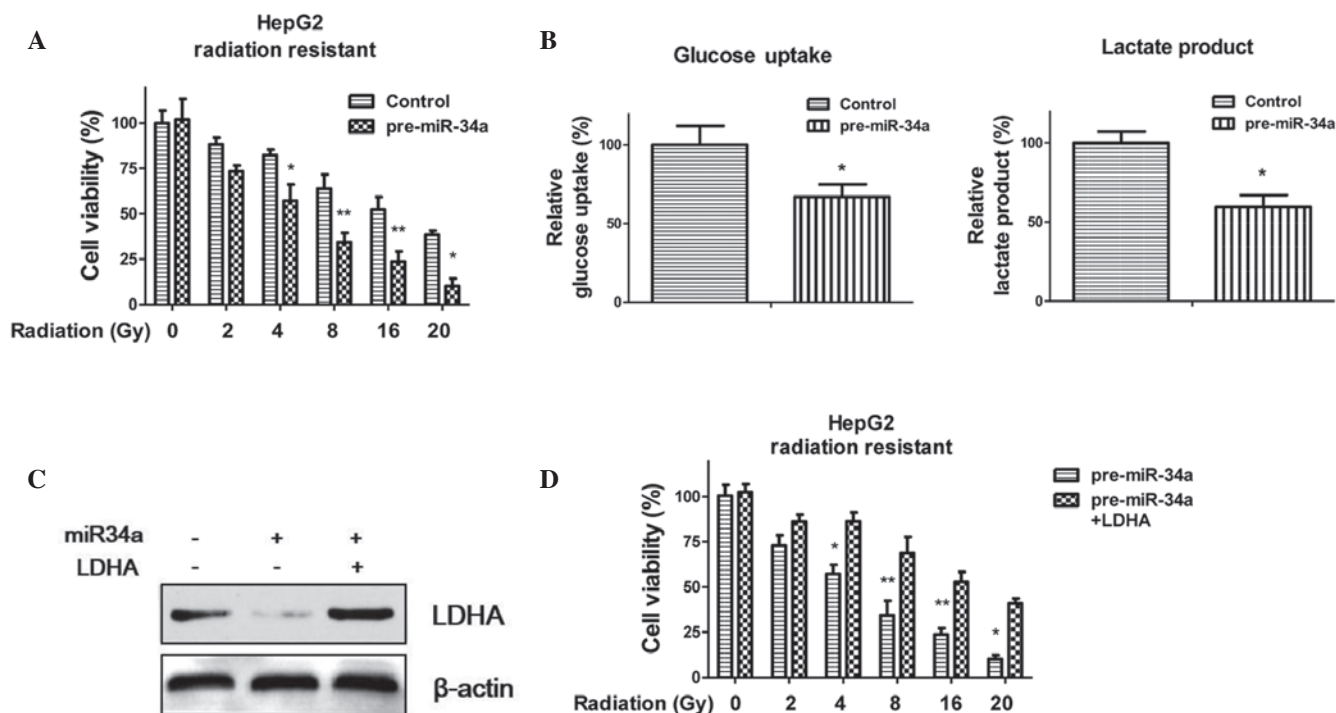 A
HepG2
radiation resistant
Control
pre-miR-34a
Cell viability (%)
100
75
50
25
0
*
**
**
*
Radiation (Gy) 0 2 4 8 16 20
B
Glucose uptake
Control
pre-miR-34a
Relative
glucose uptake (%)
100
50
0
*
Lactate product
Control
pre-miR-34a
Relative
lactate product (%)
100
50
0
*
C
miR34a - + +
LDHA - - +
LDHA
β-actin
D
HepG2
radiation resistant
pre-miR-34a
pre-miR-34a
+LDHA
Cell viability (%)
100
75
50
25
0
*
**
**
*
Radiation (Gy) 0 2 4 8 16 20